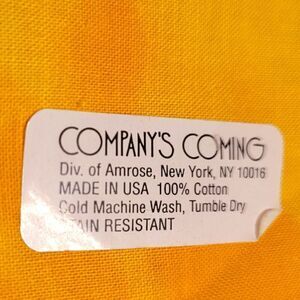 COMPANY'S COMING
Div. of Amrose, New York, NY 10016
MADE IN USA 100% Cotton
Cold Machine Wash, Tumble Dry
STAIN RESISTANT